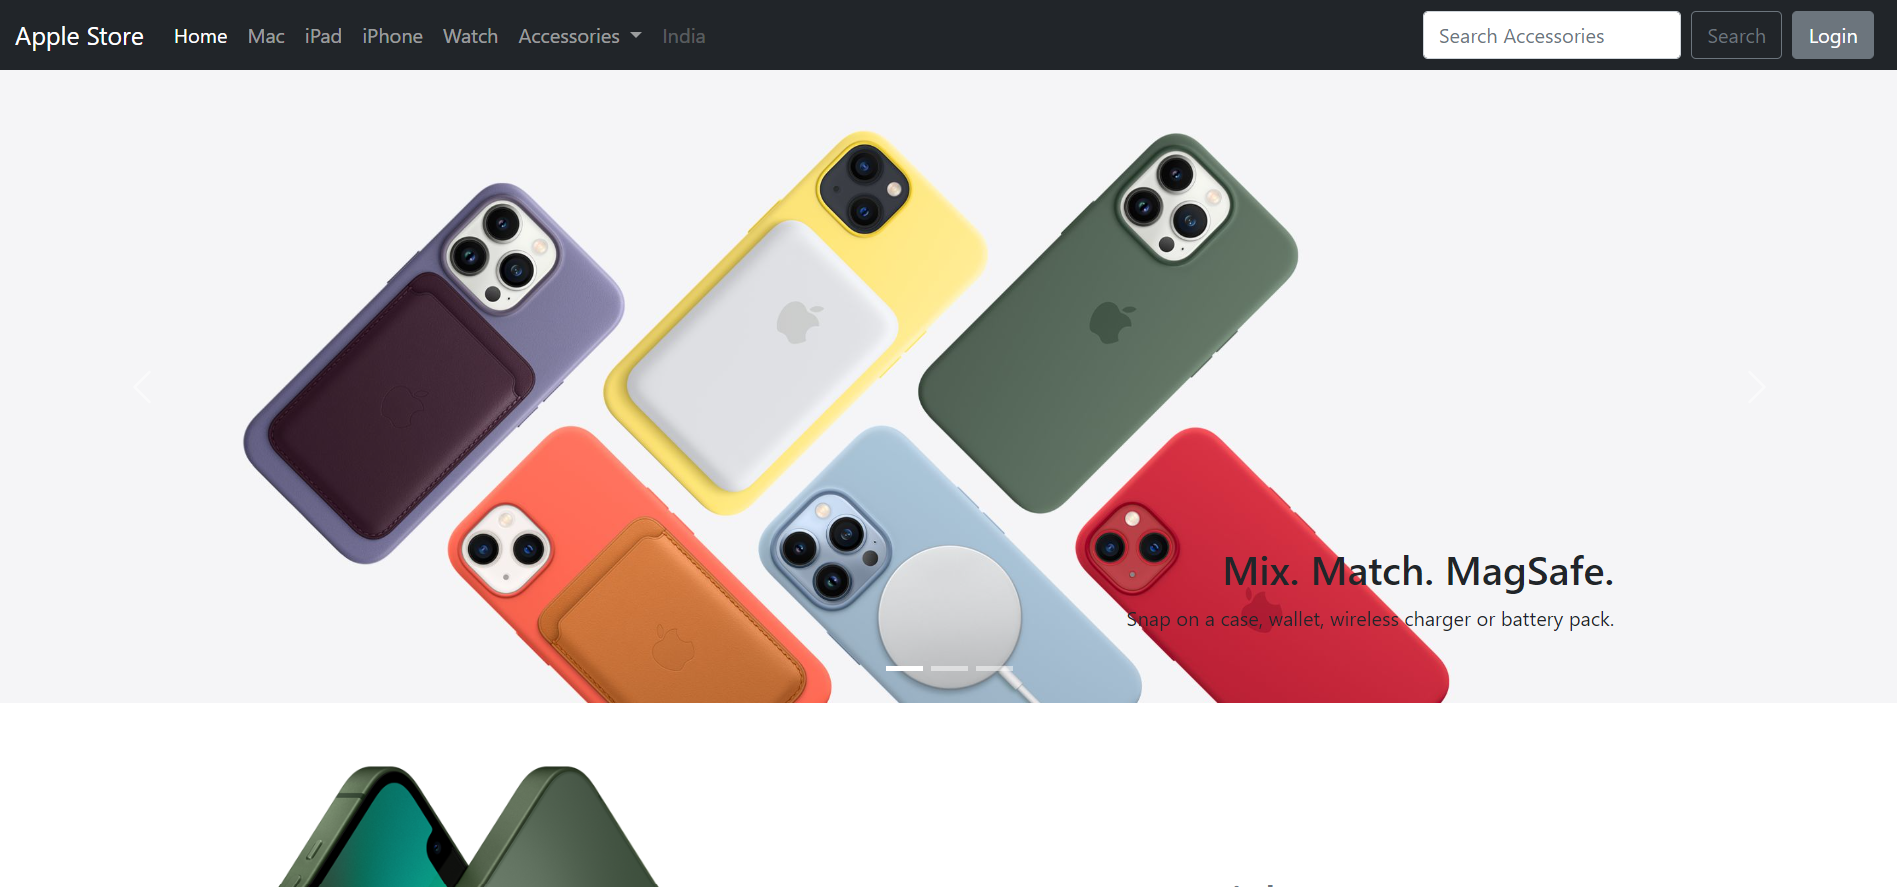 Apple Store Home Mac iPad iPhone Watch Accessories India Search Accessories Search Login
Mix. Match. MagSafe.
Snap on a case, wallet, wireless charger or battery pack.